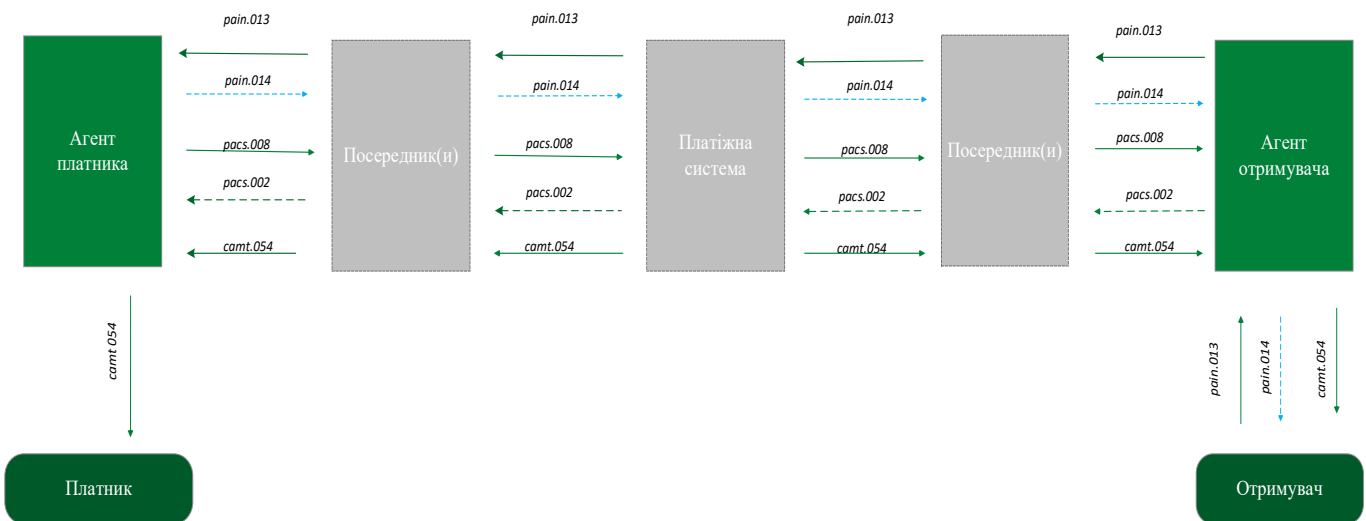 pain.013
pain.013
pain.013
pain.013
pain.014
pain.014
pain.014
pain.014
Агент
платника
Посередник(и)
Платіжна
система
Посередник(и)
Агент
отримувача
pacs.008
pacs.008
pacs.008
pacs.008
pacs.002
pacs.002
pacs.002
pacs.002
camt.054
camt.054
camt.054
camt.054
camt 054
pain.013
pain.014
camt.054
Платник
Отримувач